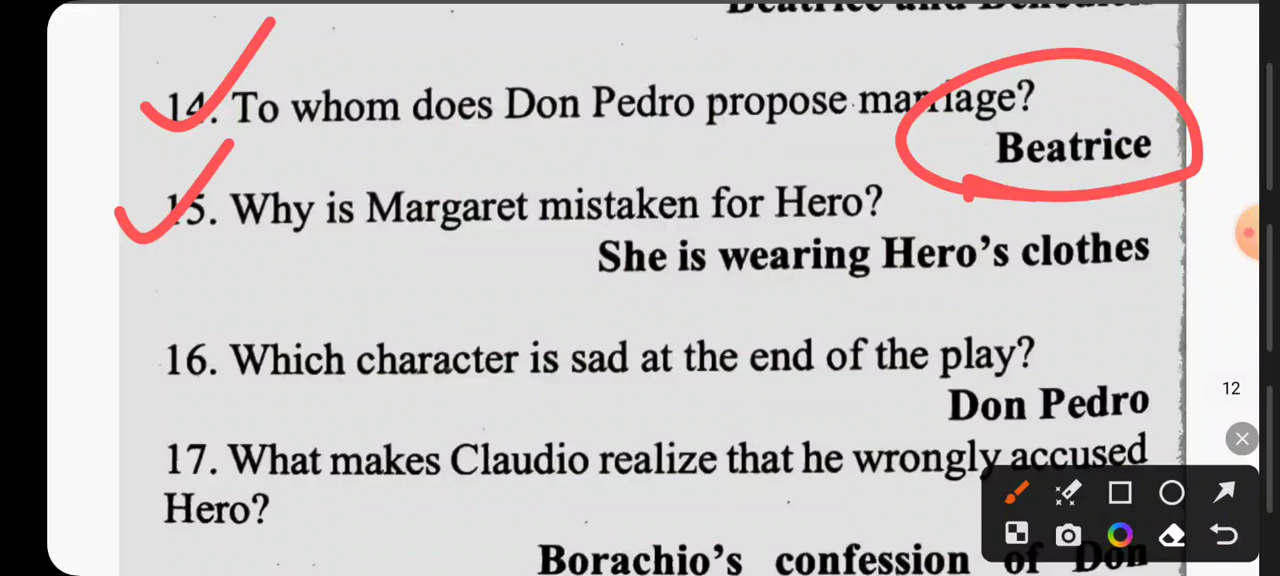 14. To whom does Don Pedro propose marriage?
Beatrice
15. Why is Margaret mistaken for Hero?
She is wearing Hero's clothes
16. Which character is sad at the end of the play?
Don Pedro
12
17. What makes Claudio realize that he wrongly accused
Hero?
Borachio's confession of Don